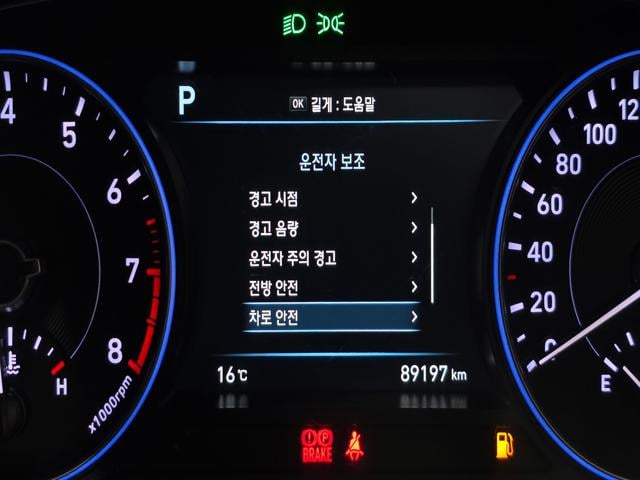 P
OK 길게 : 도움말
운전자 보조
경고 시점 >
경고 음량 >
운전자 주의 경고 >
전방 안전 >
차로 안전 >
16℃
89197 km
4
5
6
7
8
x1000rpm
H
0
20
40
60
80
100
E
BRAKE